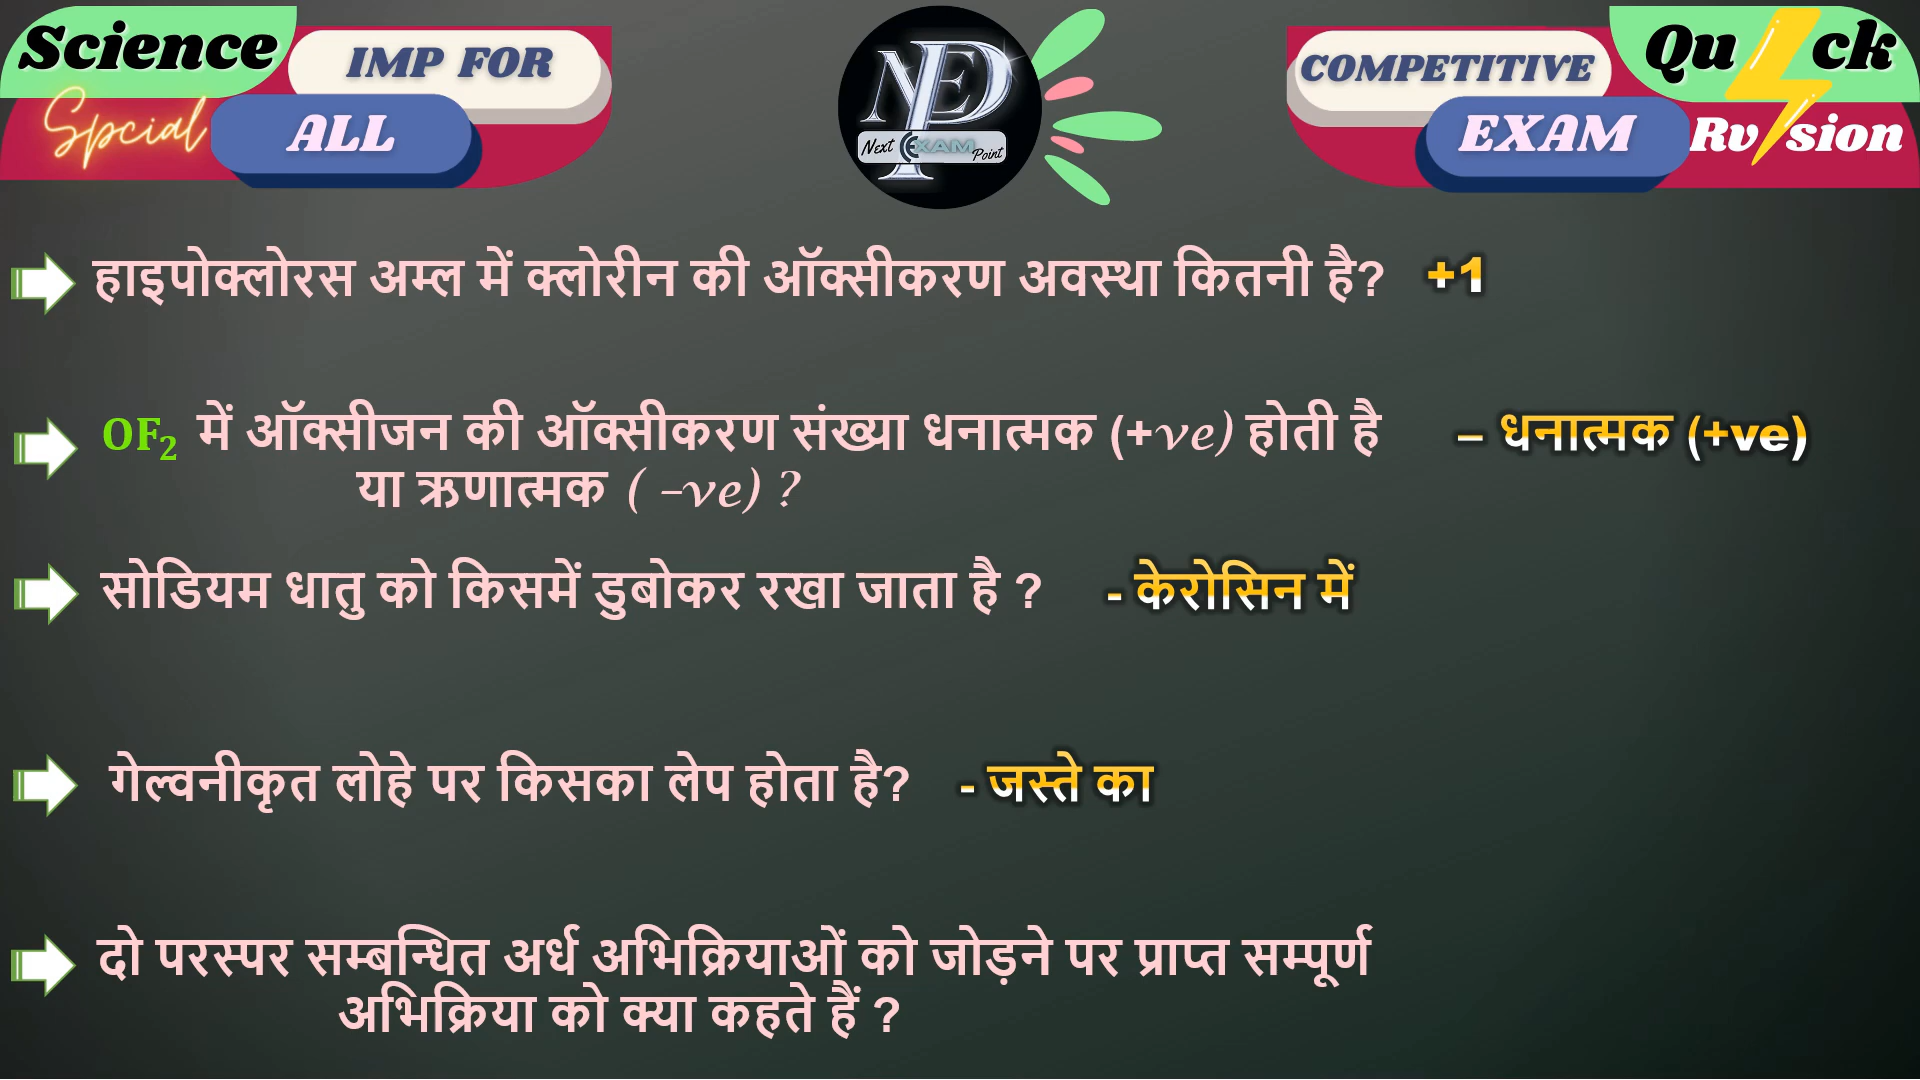 Science
Spcial
IMP FOR
ALL
NEP
Next EXAM Point
COMPETITIVE
EXAM
Qu ck
Rv sion
हाइपोक्लोरस अम्ल में क्लोरीन की ऑक्सीकरण अवस्था कितनी है? +1
OF₂ में ऑक्सीजन की ऑक्सीकरण संख्या धनात्मक (+ve) होती है – धनात्मक (+ve)
या ऋणात्मक ( –ve) ?
सोडियम धातु को किसमें डुबोकर रखा जाता है ? - केरोसिन में
गेल्वनीकृत लोहे पर किसका लेप होता है? - जस्ते का
दो परस्पर सम्बन्धित अर्ध अभिक्रियाओं को जोड़ने पर प्राप्त सम्पूर्ण
अभिक्रिया को क्या कहते हैं ?